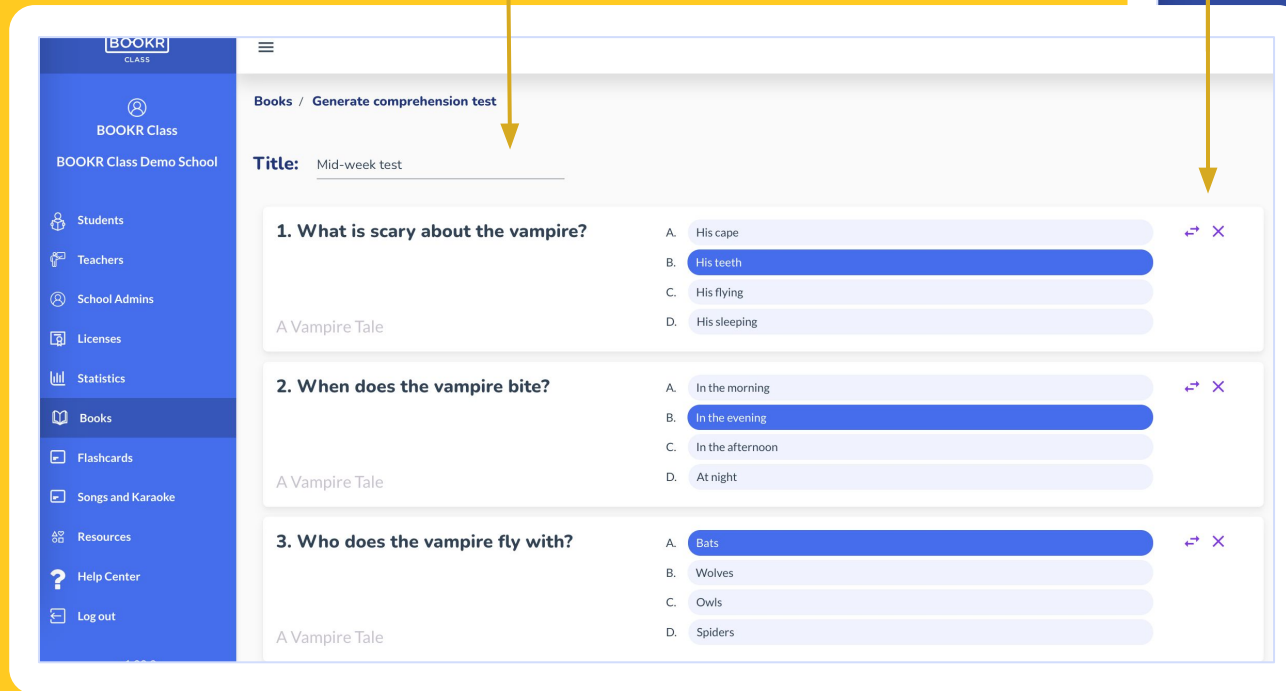 BOOKR
CLASS
BOOKR Class
BOOKR Class Demo School
Students
Teachers
School Admins
Licenses
Statistics
Books
Flashcards
Songs and Karaoke
Resources
Help Center
Log out
Books / Generate comprehension test
Title: Mid-week test
1. What is scary about the vampire?
A. His cape
B. His teeth
C. His flying
D. His sleeping
A Vampire Tale
2. When does the vampire bite?
A. In the morning
B. In the evening
C. In the afternoon
D. At night
A Vampire Tale
3. Who does the vampire fly with?
A. Bats
B. Wolves
C. Owls
D. Spiders
A Vampire Tale